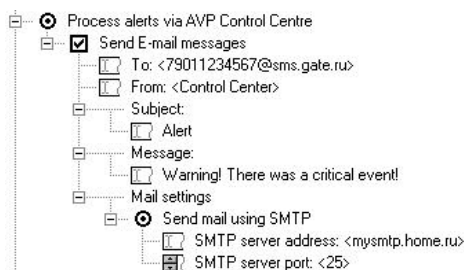 Process alerts via AVP Control Centre
Send E-mail messages
To: <79011234567@sms.gate.ru>
From: <Control Center>
Subject:
Alert
Message:
Warning! There was a critical event!
Mail settings
Send mail using SMTP
SMTP server address: <mysmtp.home.ru>
SMTP server port: <25>